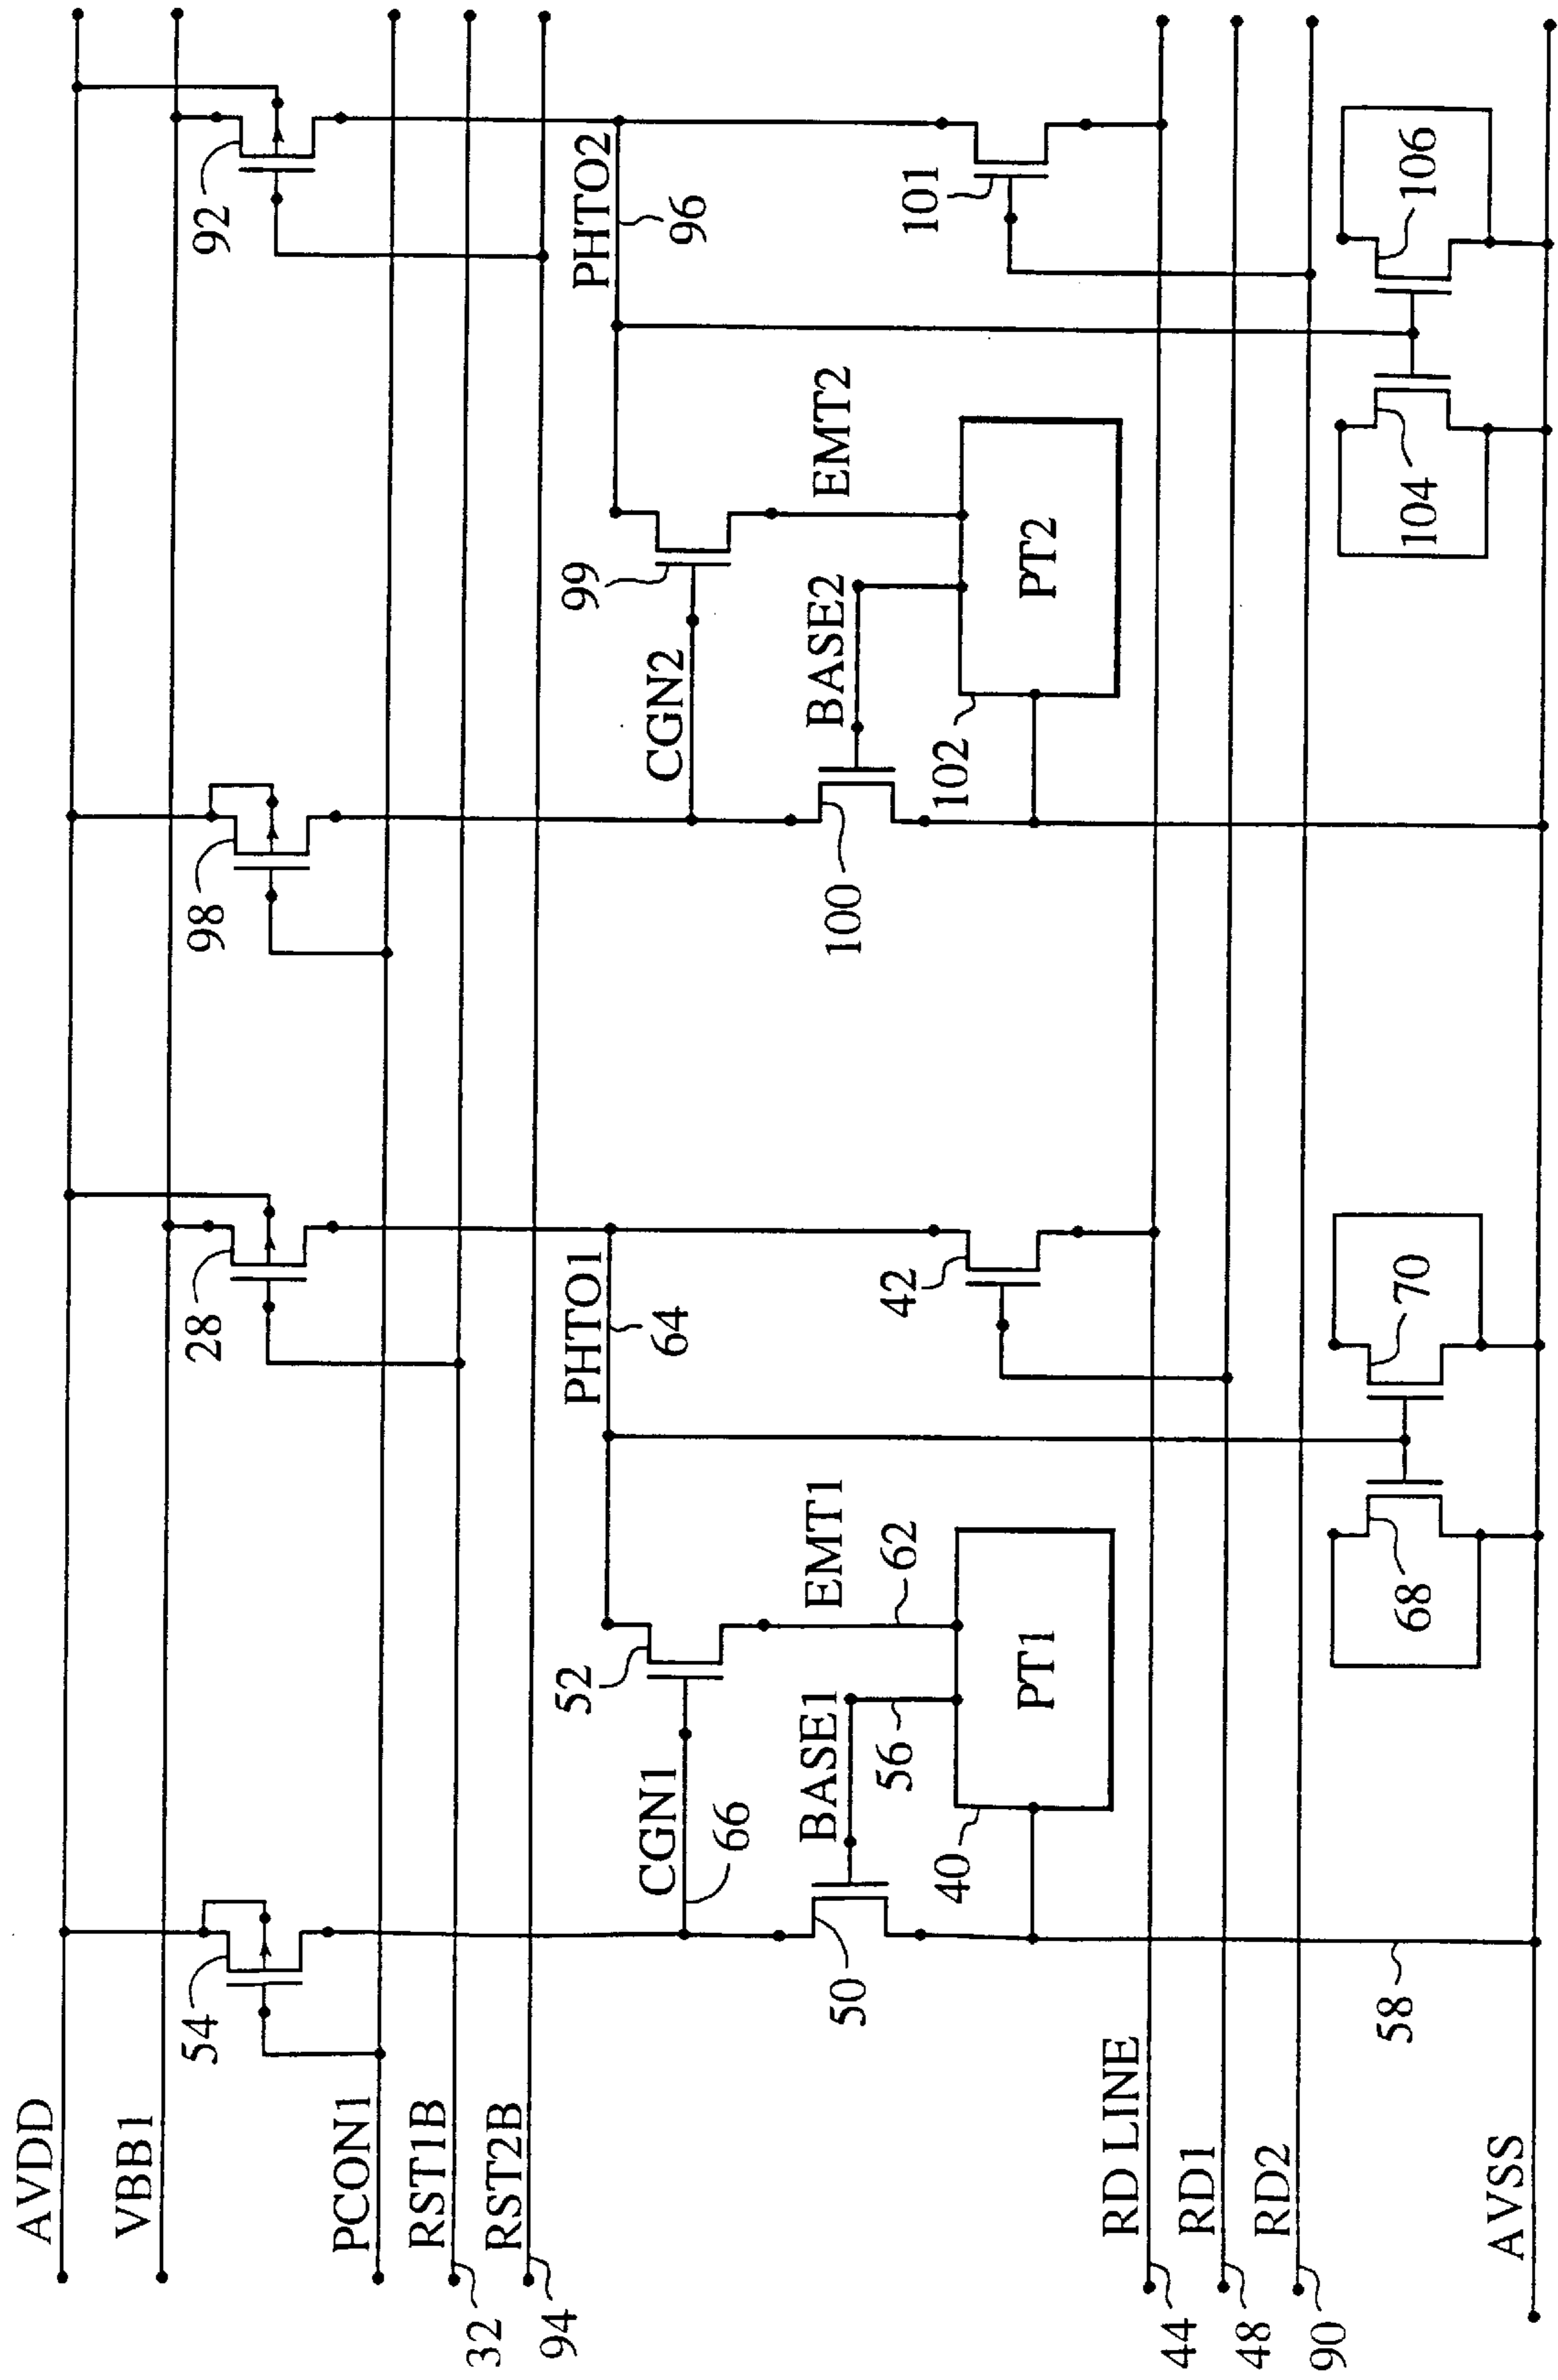 AVDD
VBB1
PCON1
RST1B
32
RST2B
94
54
28
98
92
PHTO1
64
PHTO2
96
52
CGN1
66
99
CGN2
EMT1
62
EMT2
BASE1
56
BASE2
50
40
PT1
42
100
102
PT2
101
RD LINE
44
RD1
48
RD2
90
58
68
70
104
106
AVSS